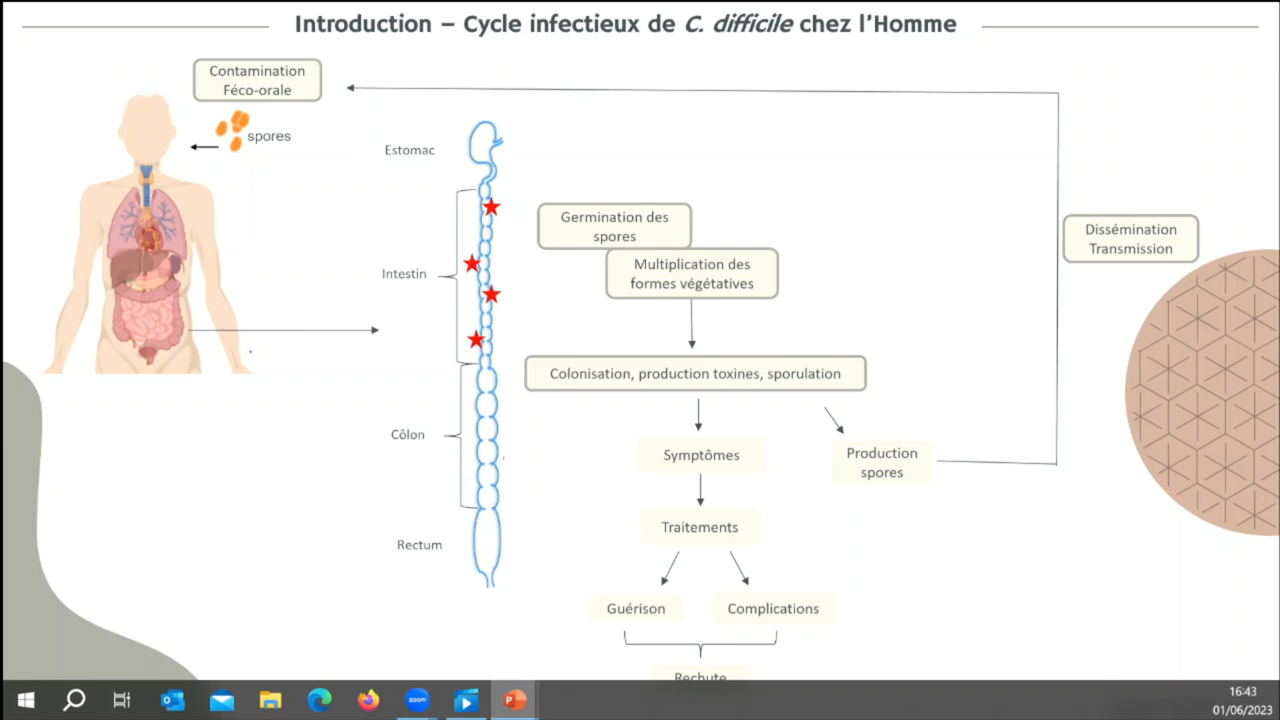 Introduction – Cycle infectieux de C. difficile chez l'Homme
Contamination
Féco-orale
spores
Estomac
Intestin
Côlon
Rectum
Germination des
spores
Multiplication des
formes végétatives
Colonisation, production toxines, sporulation
Symptômes
Production
spores
Traitements
Guérison
Complications
Rechute
Dissémination
Transmission
zoom
16:43
01/06/2023